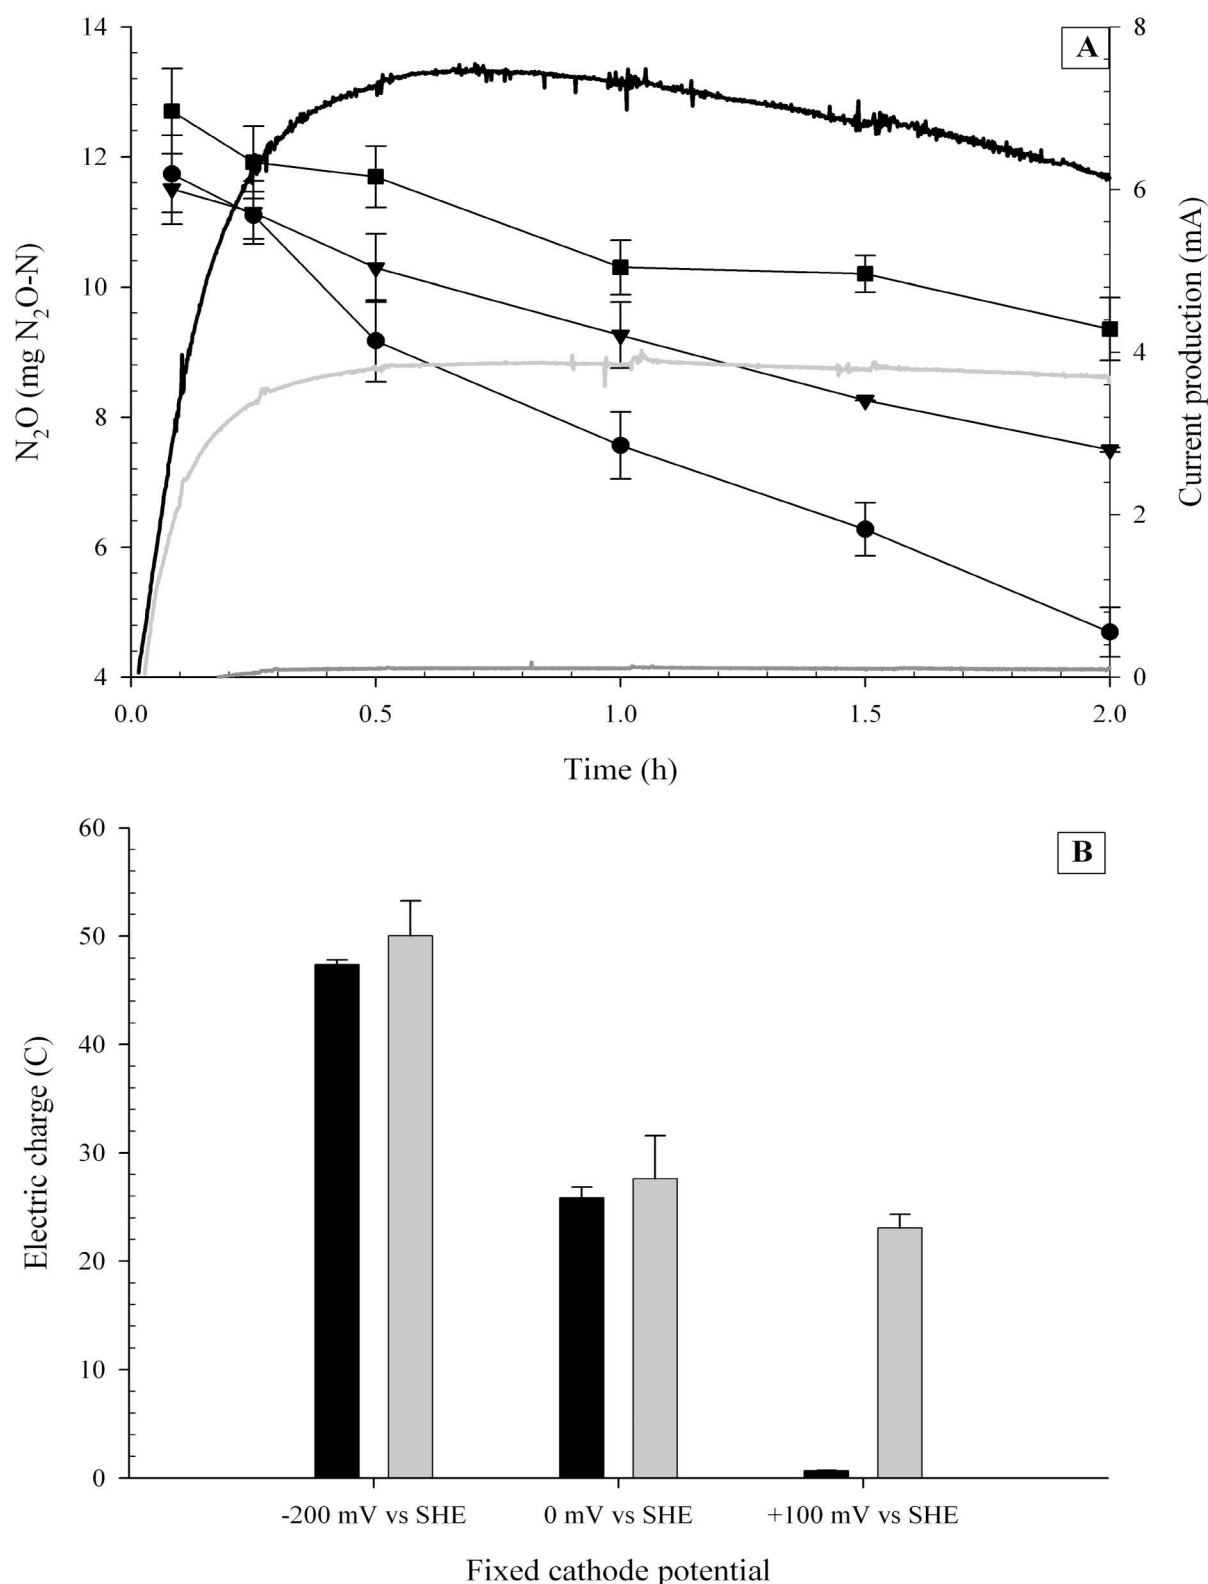 A
14
12
10
8
6
4
N₂O (mg N₂O-N)
8
6
4
2
0
Current production (mA)
0.0 0.5 1.0 1.5 2.0
Time (h)
B
60
50
40
30
20
10
0
Electric charge (C)
-200 mV vs SHE 0 mV vs SHE +100 mV vs SHE
Fixed cathode potential